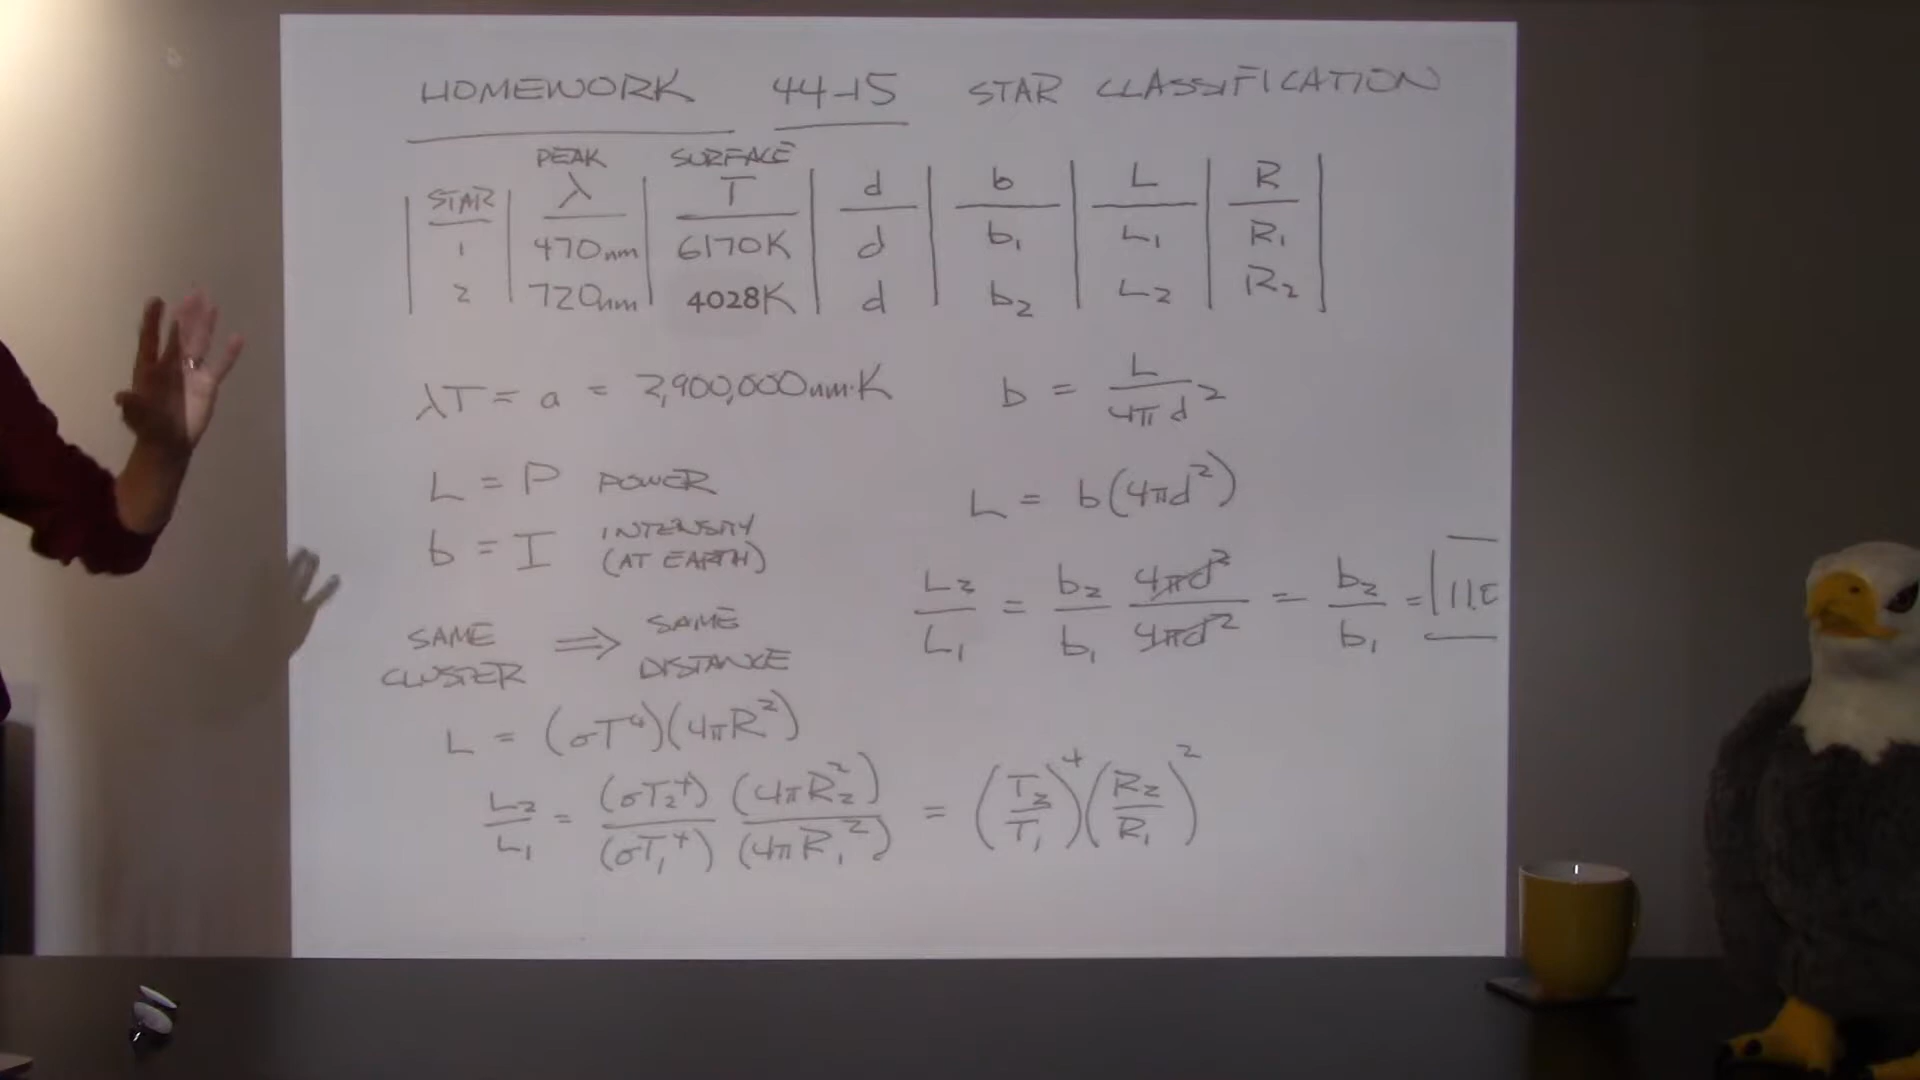 HOMEWORK 44-15 STAR CLASSIFICATION
PEAK SURFACE
STAR λ T d b L R
1 470nm 6170K d b₁ L₁ R₁
2 720nm 4028K d b₂ L₂ R₂
λT = a = 2,900,000nm·K
b = L / 4πd²
L = P POWER
L = b(4πd²)
b = I INTENSITY (AT EARTH)
L₂/L₁ = b₂/b₁ 4πd²/4πd² = b₂/b₁ =
SAME CLUSTER ⇒ SAME DISTANCE
L = (σT⁴)(4πR²)
L₂/L₁ = (σT₂⁴)/(σT₁⁴) (4πR₂²)/(4πR₁²) = (T₂/T₁)⁴(R₂/R₁)²